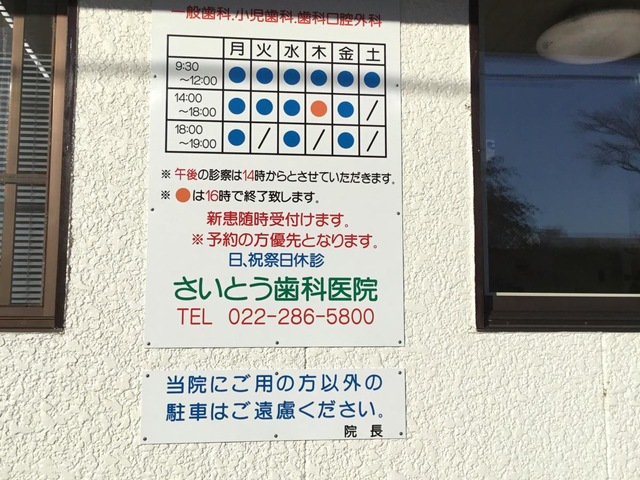 一般歯科.小児歯科.歯科口腔外科
月 火 水 木 金 土
9:30
～12:00 ● ● ● ● ● ●
14:00
～18:00 ● ● ● ● ● /
18:00
～19:00 ● / ● / ● /
※ 午後の診察は14時からとさせていただきます。
※ ●は16時で終了致します。
新患随時受付けます。
※予約の方優先となります。
日、祝祭日休診
さいとう歯科医院
TEL 022-286-5800
当院にご用の方以外の
駐車はご遠慮ください。
院 長